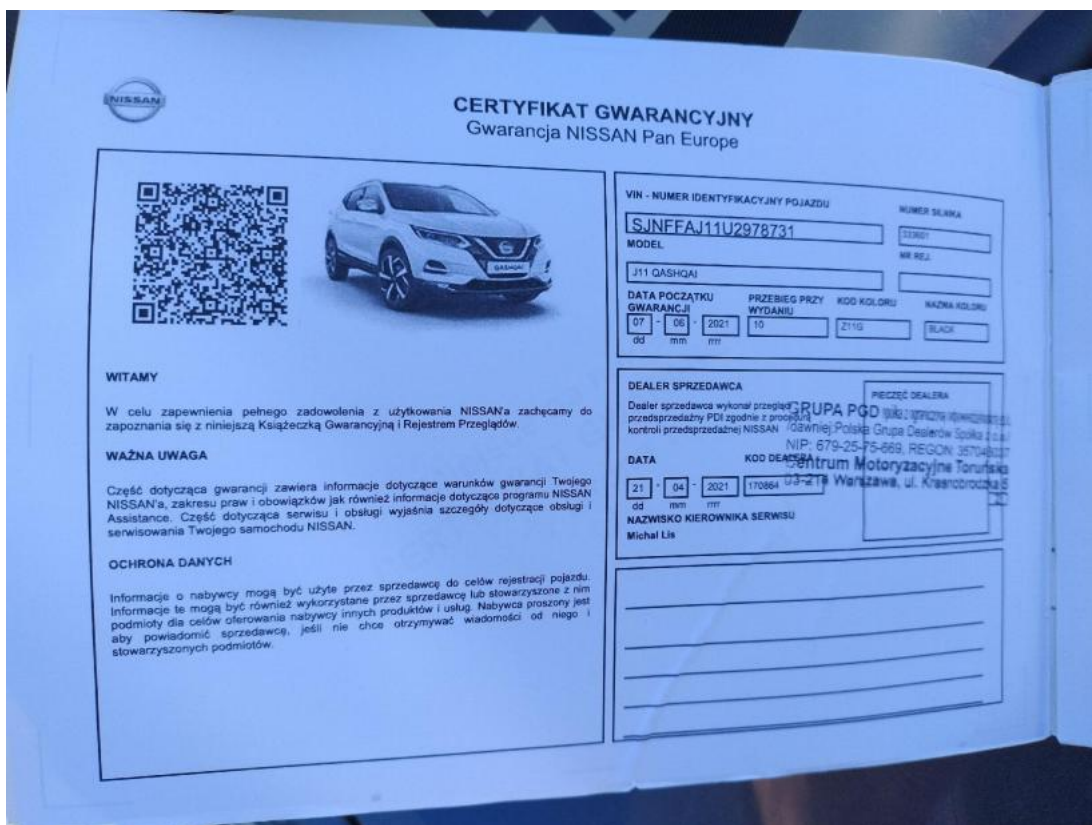 NISSAN
CERTYFIKAT GWARANCYJNY
Gwarancja NISSAN Pan Europe
QASHQAI
WITAMY
W celu zapewnienia pełnego zadowolenia z użytkowania NISSAN'a zachęcamy do
zapoznania się z niniejszą Książeczką Gwarancyjną i Rejestrem Przeglądów.
WAŻNA UWAGA
Część dotycząca gwarancji zawiera informacje dotyczące warunków gwarancji Twojego
NISSAN'a, zakresu praw i obowiązków jak również informacje dotyczące programu NISSAN
Assistance. Część dotycząca serwisu i obsługi wyjaśnia szczegóły dotyczące obsługi i
serwisowania Twojego samochodu NISSAN.
OCHRONA DANYCH
Informacje o nabywcy mogą być użyte przez sprzedawcę do celów rejestracji pojazdu.
Informacje te mogą być również wykorzystane przez sprzedawcę lub stowarzyszone z nim
podmioty dla celów oferowania nabywcy innych produktów i usług. Nabywca proszony jest
aby powiadomić sprzedawcę, jeśli nie chce otrzymywać wiadomości od niego i
stowarzyszonych podmiotów.
VIN - NUMER IDENTYFIKACYJNY POJAZDU NUMER SILNIKA
SJNFFAJ11U2978731
MODEL NR REJ.
J11 QASHQAI
DATA POCZĄTKU GWARANCJI PRZEBIEG PRZY WYDANIU KOD KOLORU NAZWA KOLORU
07 - 06 - 2021 10 Z11G BLACK
dd mm rrrr
DEALER SPRZEDAWCA
PIECZĘĆ DEALERA
Dealer sprzedawca wykonał przegląd
przedsprzedażny PDI zgodnie z procedurą
kontroli przedsprzedażnej NISSAN
GRUPA PGD
/dawniej:Polska Grupa Dealerów Spółka z o.o./
NIP: 679-25-75-669, REGON:
Centrum Motoryzacyjne Toruńska
Warszawa, ul. Krasnobrodzka 5
DATA KOD DEALERA
21 - 04 - 2021 170864
dd mm rrrr
NAZWISKO KIEROWNIKA SERWISU
Michal Lis